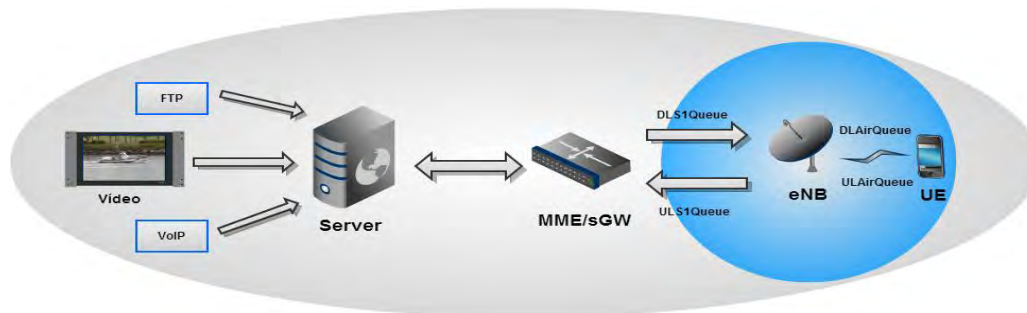 FTP
Video
VoIP
Server
MME/sGW
DLS1Queue
ULS1Queue
eNB
DLAirQueue
ULAirQueue
UE